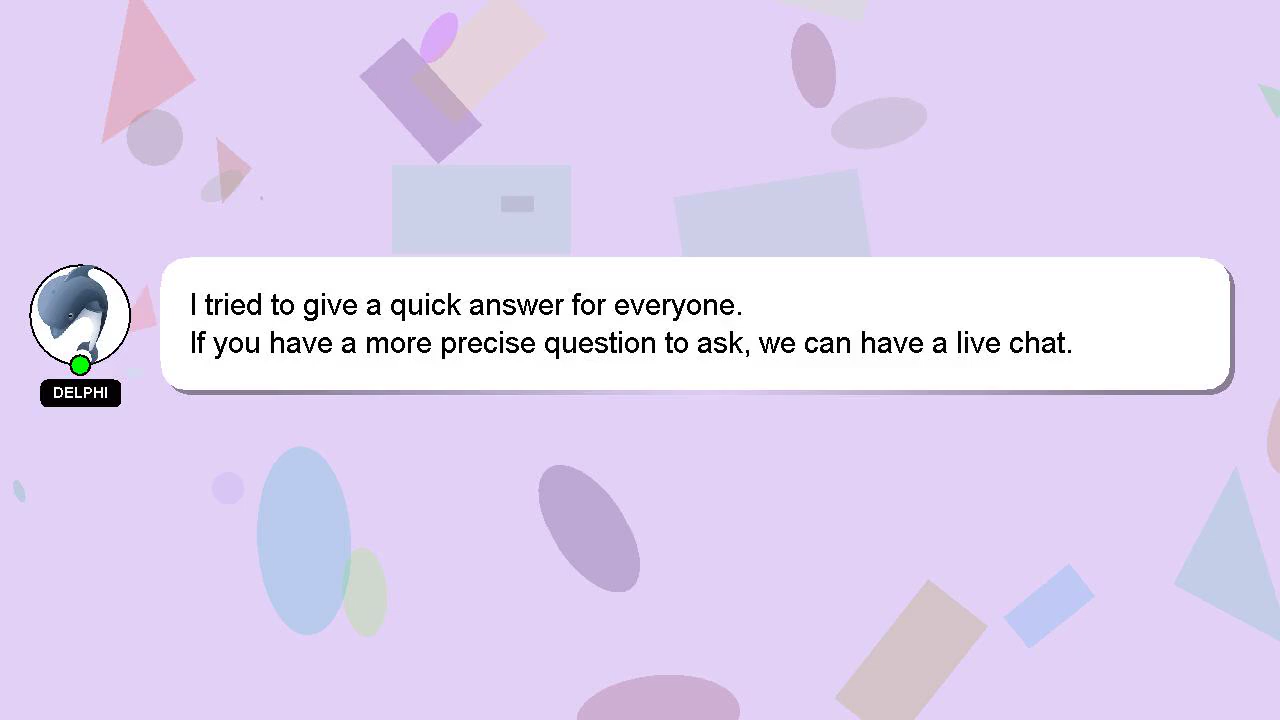 I tried to give a quick answer for everyone.
If you have a more precise question to ask, we can have a live chat.
DELPHI